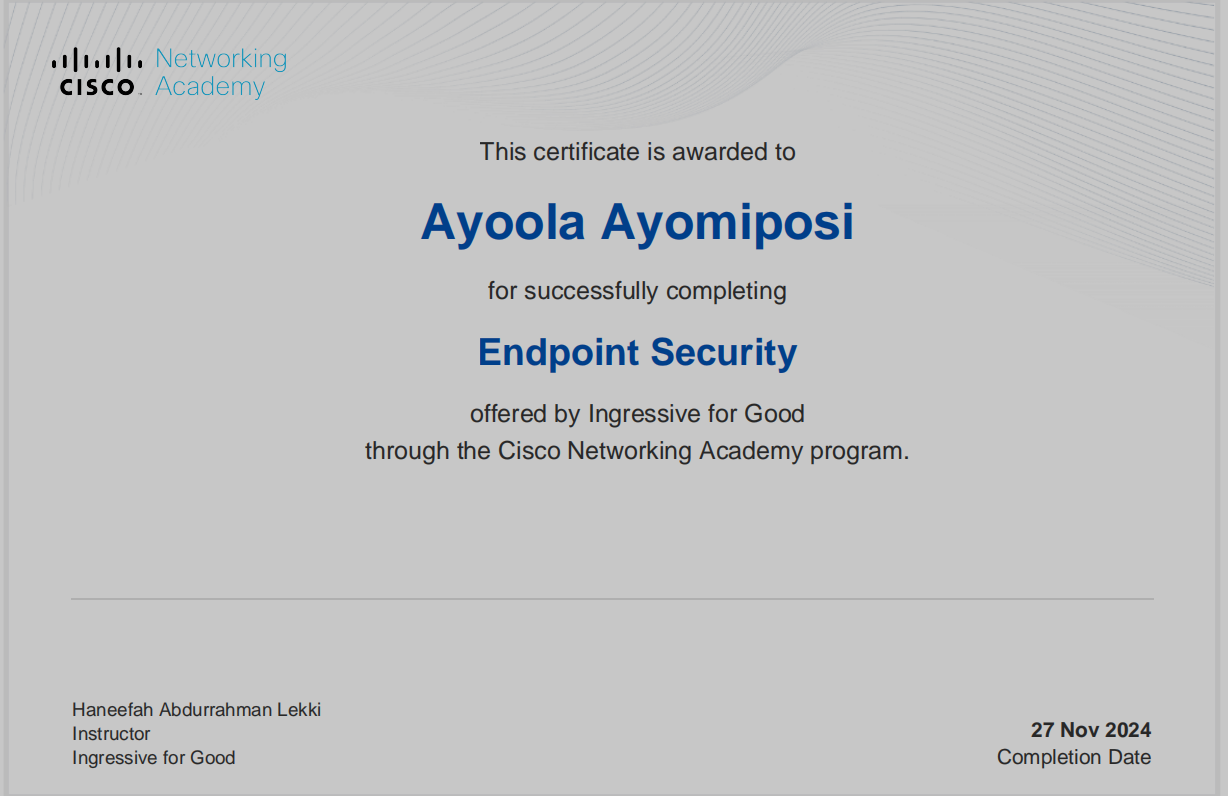 Networking
CISCO Academy
This certificate is awarded to
Ayoola Ayomiposi
for successfully completing
Endpoint Security
offered by Ingressive for Good
through the Cisco Networking Academy program.
Haneefah Abdurrahman Lekki
Instructor
Ingressive for Good
27 Nov 2024
Completion Date